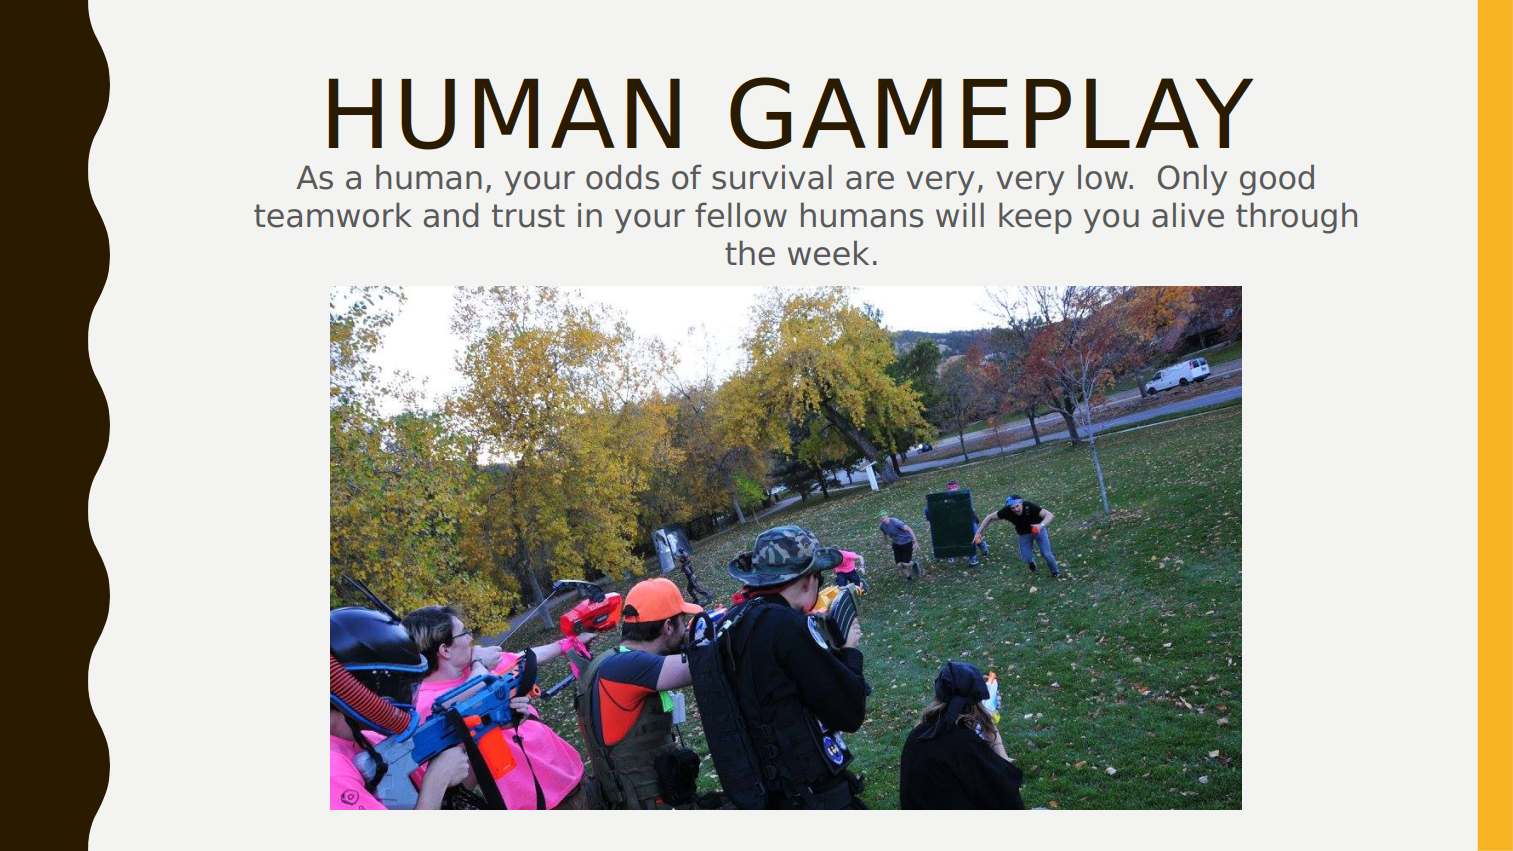 HUMAN GAMEPLAY
As a human, your odds of survival are very, very low.  Only good
teamwork and trust in your fellow humans will keep you alive through
the week.